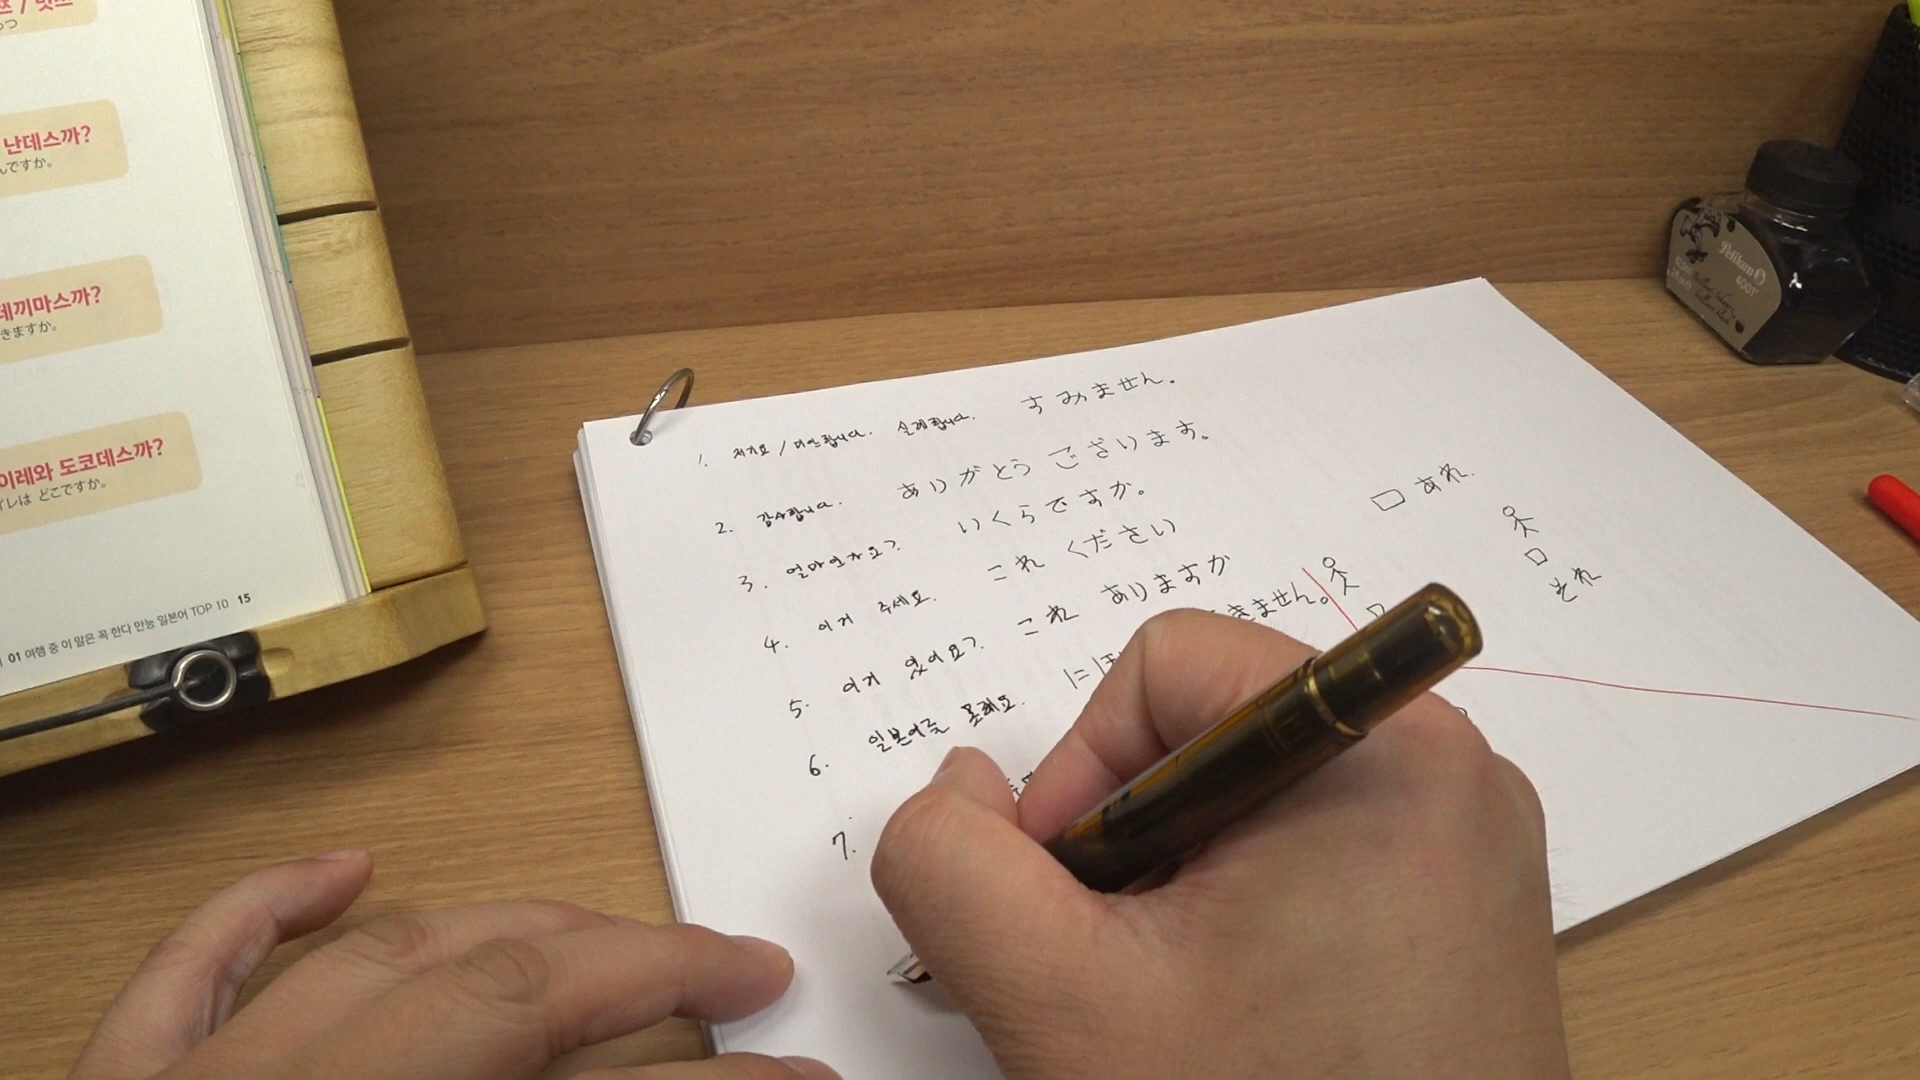 난데스까?
んですか。
데끼마스까?
きますか。
이레와 도코데스까?
イレは どこですか。
01 여행 중 이 말은 꼭 한다 만능 일본어 TOP 10 15
1. 저기요 / 미안합니다. 실례합니다. すみません。
2. 감사합니다. ありがとう ございます。
3. 얼마인가요? いくらですか。
4. 이거 주세요. これ ください
5. 이거 있어요? これ ありますか
6. 일본어를 못해요. にほ きません。
7.
あれ.
それ
Pelikan
4001